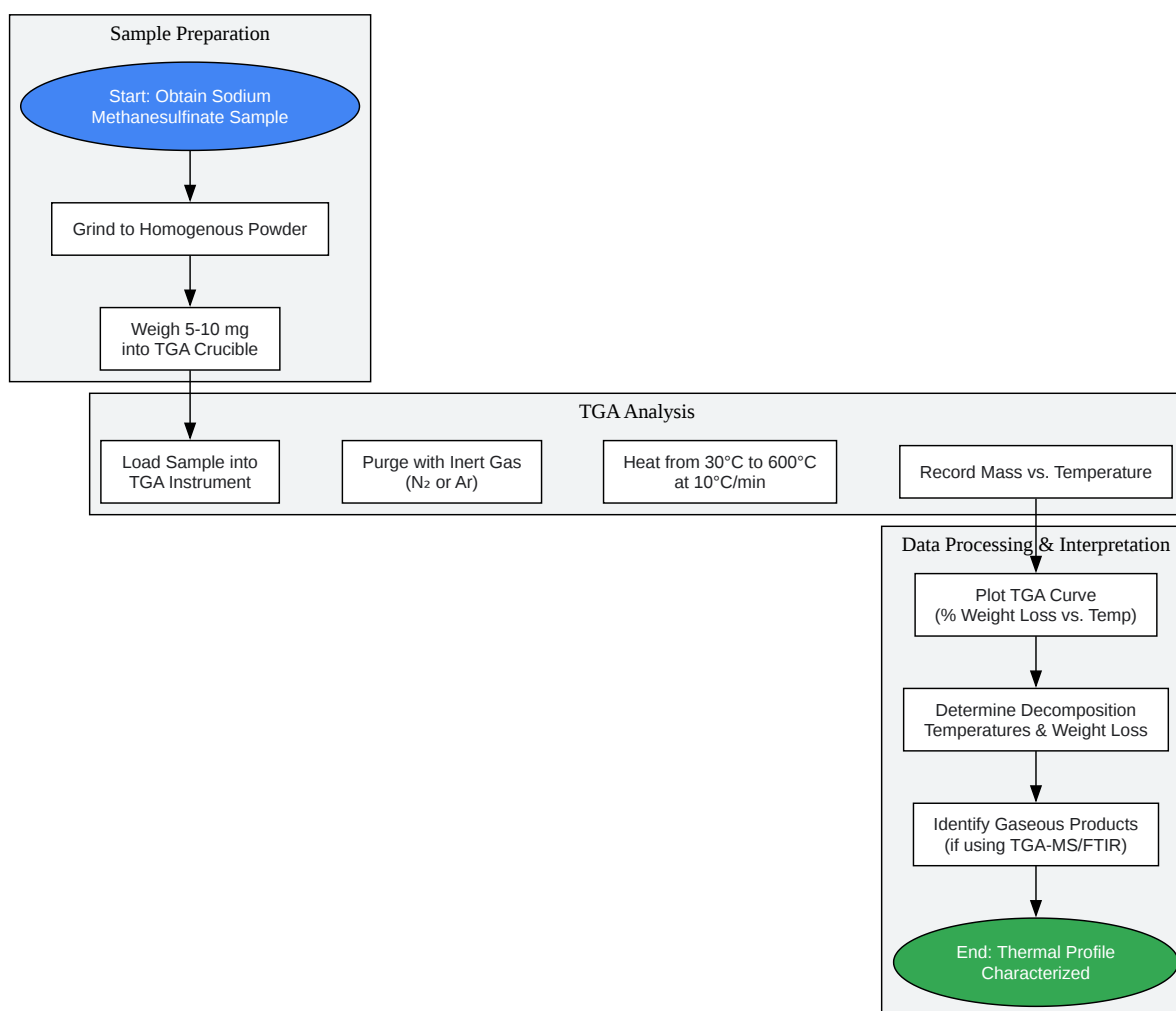 Sample Preparation
Start: Obtain Sodium
Methanesulfinate Sample
Grind to Homogenous Powder
Weigh 5-10 mg
into TGA Crucible
TGA Analysis
Load Sample into
TGA Instrument
Purge with Inert Gas
(N₂ or Ar)
Heat from 30°C to 600°C
at 10°C/min
Record Mass vs. Temperature
Data Processing & Interpretation
Plot TGA Curve
(% Weight Loss vs. Temp)
Determine Decomposition
Temperatures & Weight Loss
Identify Gaseous Products
(if using TGA-MS/FTIR)
End: Thermal Profile
Characterized